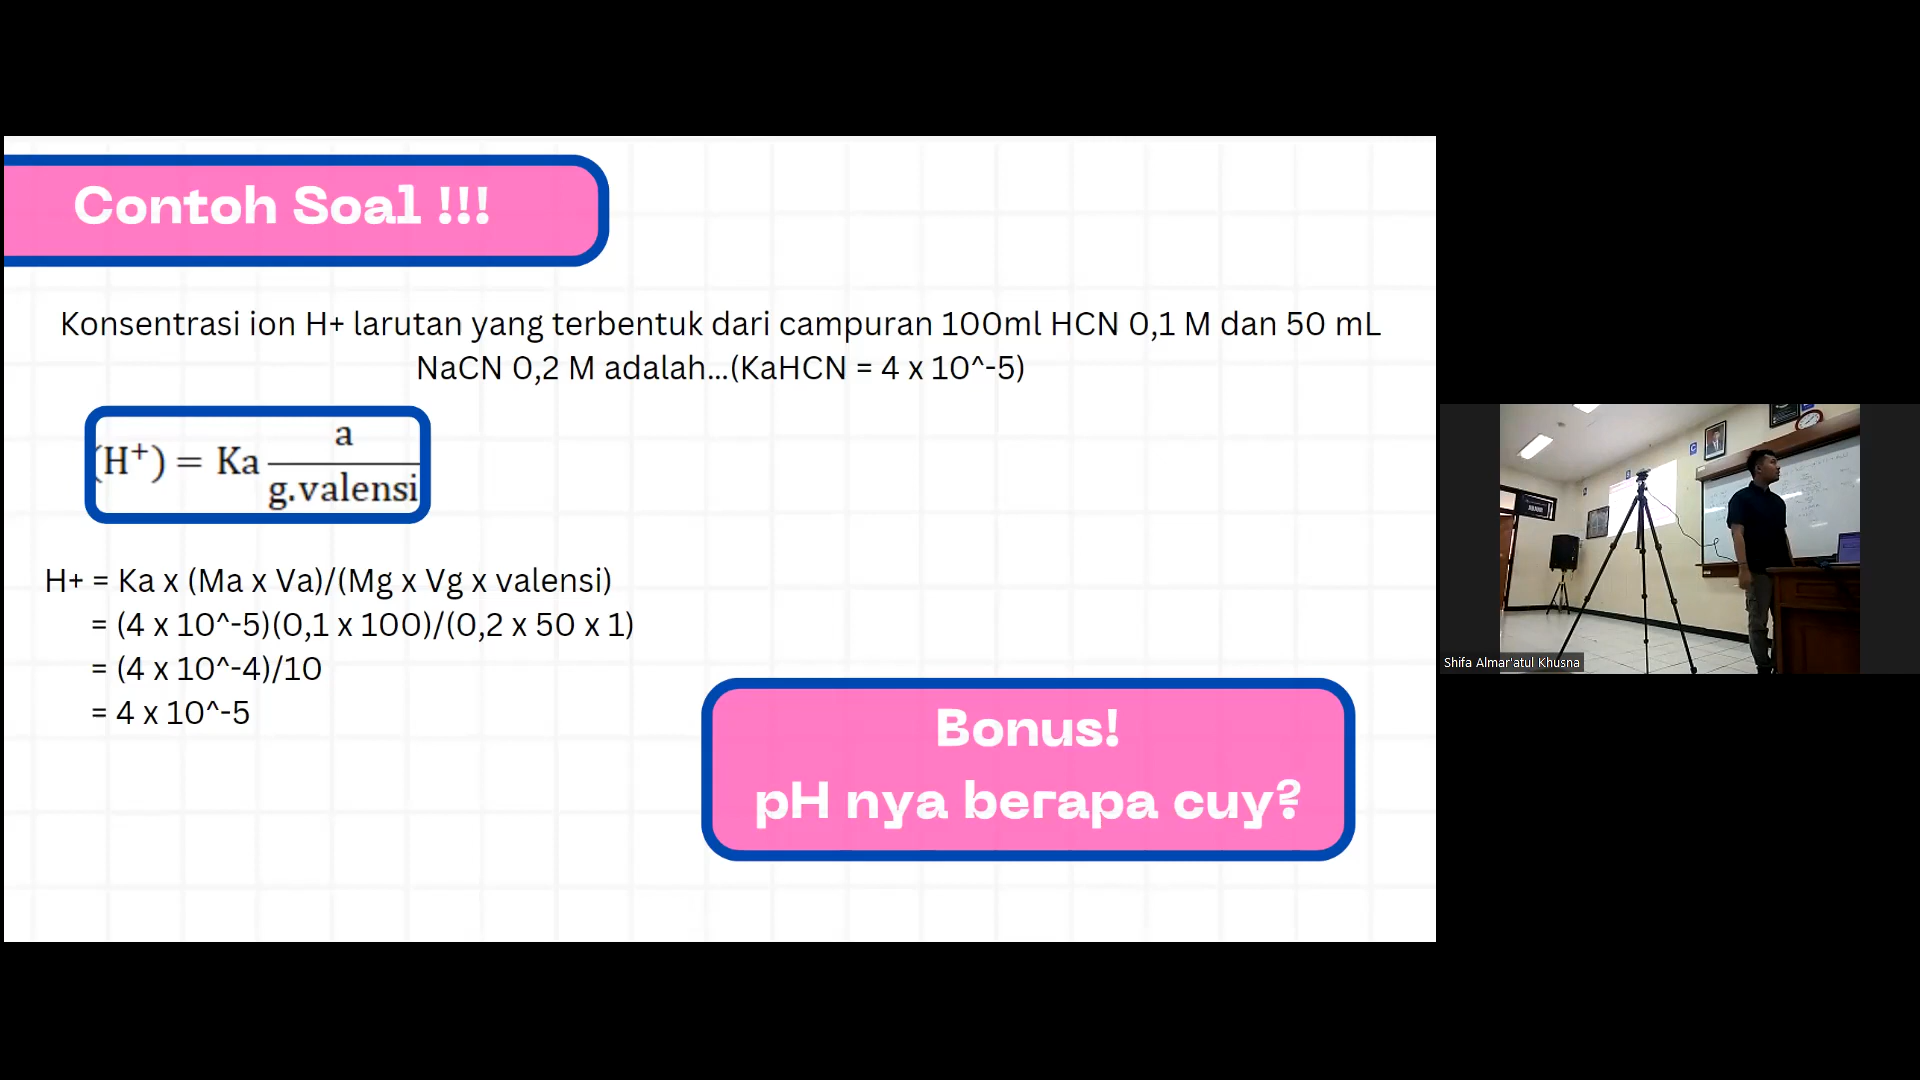 Contoh Soal !!!
Konsentrasi ion H+ larutan yang terbentuk dari campuran 100ml HCN 0,1 M dan 50 mL
NaCN 0,2 M adalah...(KaHCN = 4 x 10^-5)
(H⁺) = Ka a
g.valensi
H+ = Ka x (Ma x Va)/(Mg x Vg x valensi)
= (4 x 10^-5)(0,1 x 100)/(0,2 x 50 x 1)
= (4 x 10^-4)/10
= 4 x 10^-5
Bonus!
pH nya berapa cuy?
Shifa Almar'atul Khusna